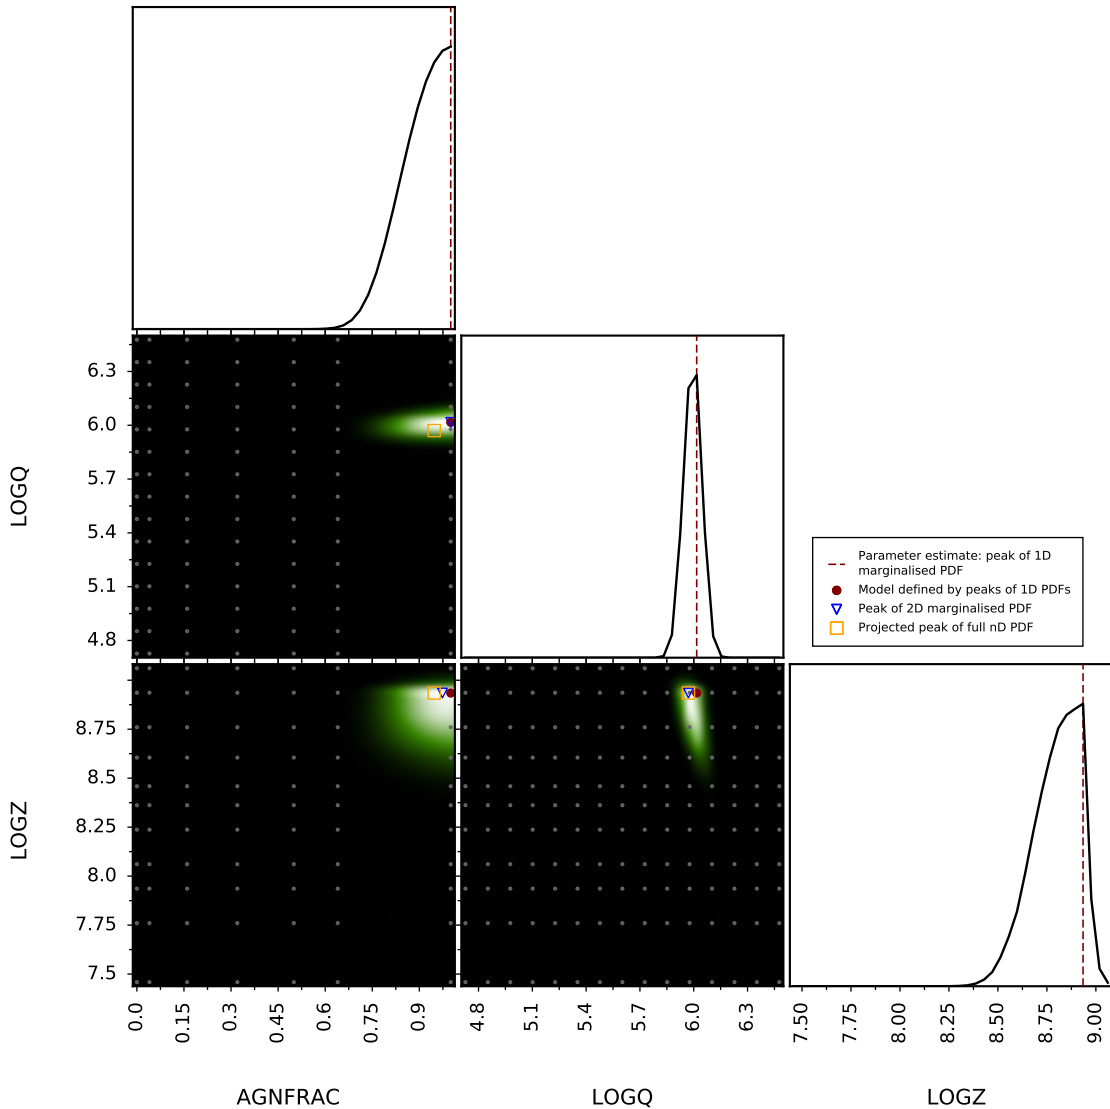 6.3
6.0
5.7
5.4
5.1
4.8
LOGQ
Parameter estimate: peak of 1D
marginalised PDF
Model defined by peaks of 1D PDFs
Peak of 2D marginalised PDF
Projected peak of full nD PDF
8.75
8.5
8.25
8.0
7.75
7.5
LOGZ
0.0 0.15 0.3 0.45 0.6 0.75 0.9 4.8 5.1 5.4 5.7 6.0 6.3 7.50 7.75 8.00 8.25 8.50 8.75 9.00
AGNFRAC LOGQ LOGZ